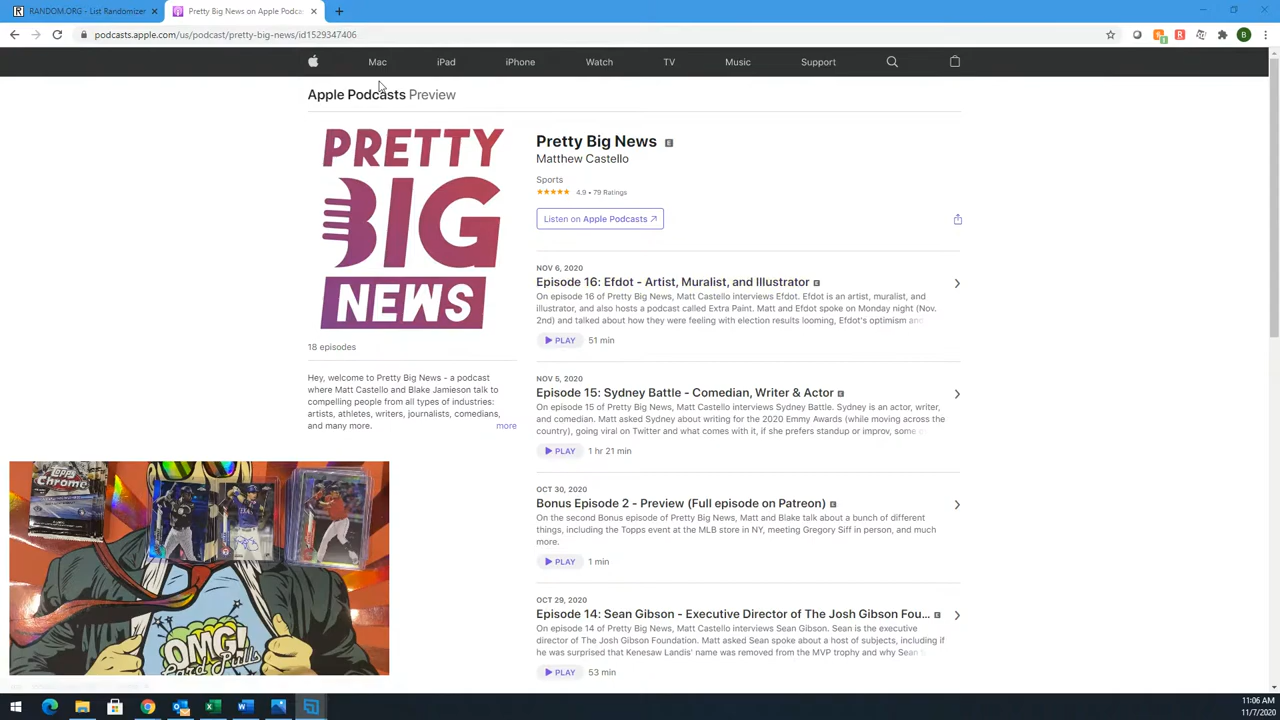 RANDOM.ORG - List Randomizer
Pretty Big News on Apple Podcas
podcasts.apple.com/us/podcast/pretty-big-news/id1529347406
B
Mac
iPad
iPhone
Watch
TV
Music
Support
Apple Podcasts Preview
PRETTY
BIG
NEWS
18 episodes
Hey, welcome to Pretty Big News - a podcast
where Matt Castello and Blake Jamieson talk to
compelling people from all types of industries:
artists, athletes, writers, journalists, comedians,
and many more.
more
Pretty Big News E
Matthew Castello
Sports
★★★★★ 4.9 • 79 Ratings
Listen on Apple Podcasts ↗
NOV 6, 2020
Episode 16: Efdot - Artist, Muralist, and Illustrator E
On episode 16 of Pretty Big News, Matt Castello interviews Efdot. Efdot is an artist, muralist, and
illustrator, and also hosts a podcast called Extra Paint. Matt and Efdot spoke on Monday night (Nov.
2nd) and talked about how they were feeling with election results looming, Efdot's optimism and
PLAY 51 min
NOV 5, 2020
Episode 15: Sydney Battle - Comedian, Writer & Actor E
On episode 15 of Pretty Big News, Matt Castello interviews Sydney Battle. Sydney is an actor, writer,
and comedian. Matt asked Sydney about writing for the 2020 Emmy Awards (while moving across the
country), going viral on Twitter and what comes with it, if she prefers standup or improv, some o
PLAY 1 hr 21 min
OCT 30, 2020
Bonus Episode 2 - Preview (Full episode on Patreon) E
On the second Bonus episode of Pretty Big News, Matt and Blake talk about a bunch of different
things, including the Topps event at the MLB store in NY, meeting Gregory Siff in person, and much
more.
PLAY 1 min
OCT 29, 2020
Episode 14: Sean Gibson - Executive Director of The Josh Gibson Fou... E
On episode 14 of Pretty Big News, Matt Castello interviews Sean Gibson. Sean is the executive
director of The Josh Gibson Foundation. Matt asked Sean spoke about a host of subjects, including if
he was surprised that Kenesaw Landis' name was removed from the MVP trophy and why Sean
PLAY 53 min
Topps
Chrome
OMG!
Card Pulls
11:06 AM
11/7/2020